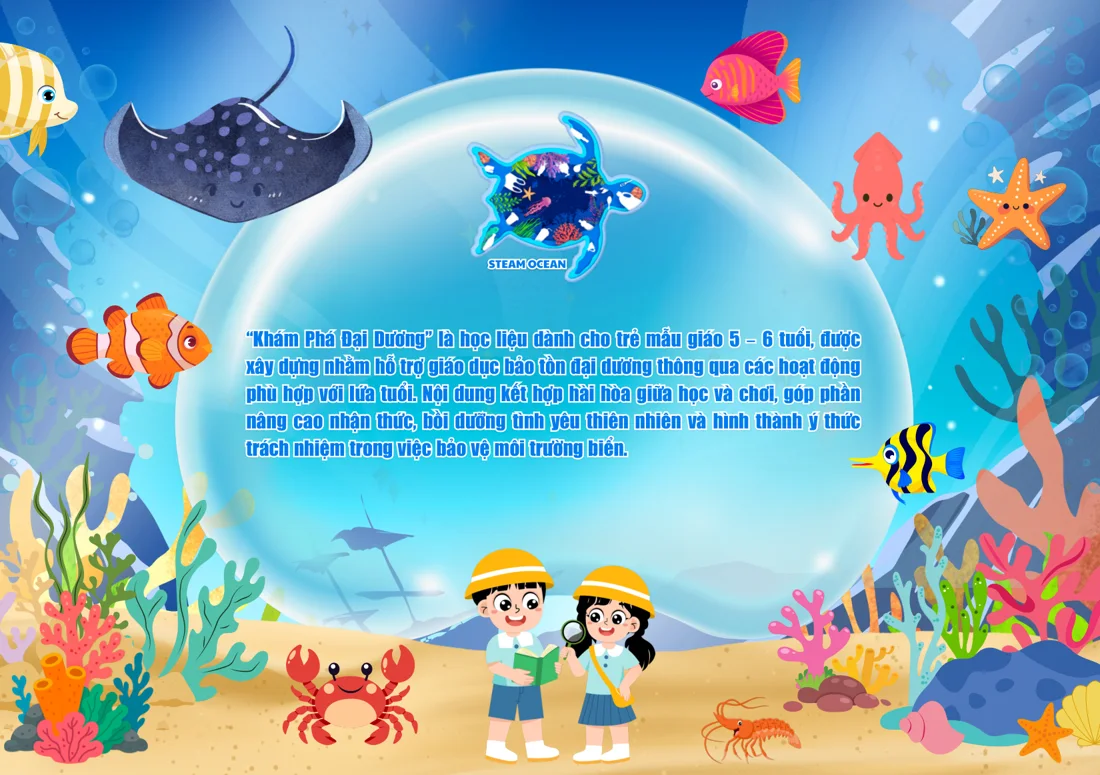 STEAM OCEAN
“Khám Phá Đại Dương” là học liệu dành cho trẻ mẫu giáo 5 – 6 tuổi, được
xây dựng nhằm hỗ trợ giáo dục bảo tồn đại dương thông qua các hoạt động
phù hợp với lứa tuổi. Nội dung kết hợp hài hòa giữa học và chơi, góp phần
nâng cao nhận thức, bồi dưỡng tình yêu thiên nhiên và hình thành ý thức
trách nhiệm trong việc bảo vệ môi trường biển.